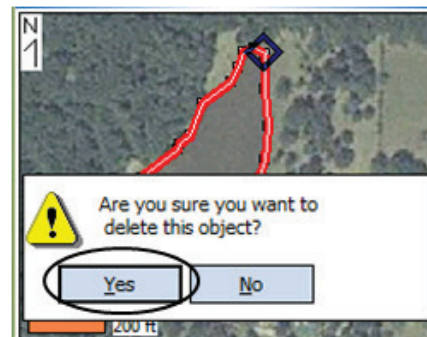 N
Are you sure you want to
delete this object?
Yes No
200 ft